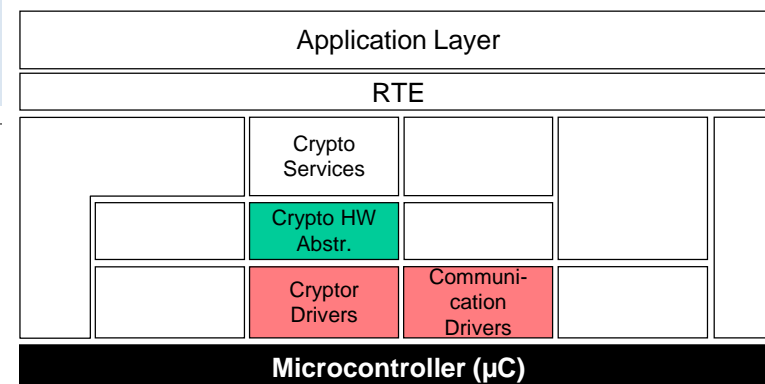 Application Layer
RTE
Crypto
Services
Crypto HW
Abstr.
Cryptor
Drivers
Communi-
cation
Drivers
Microcontroller (µC)